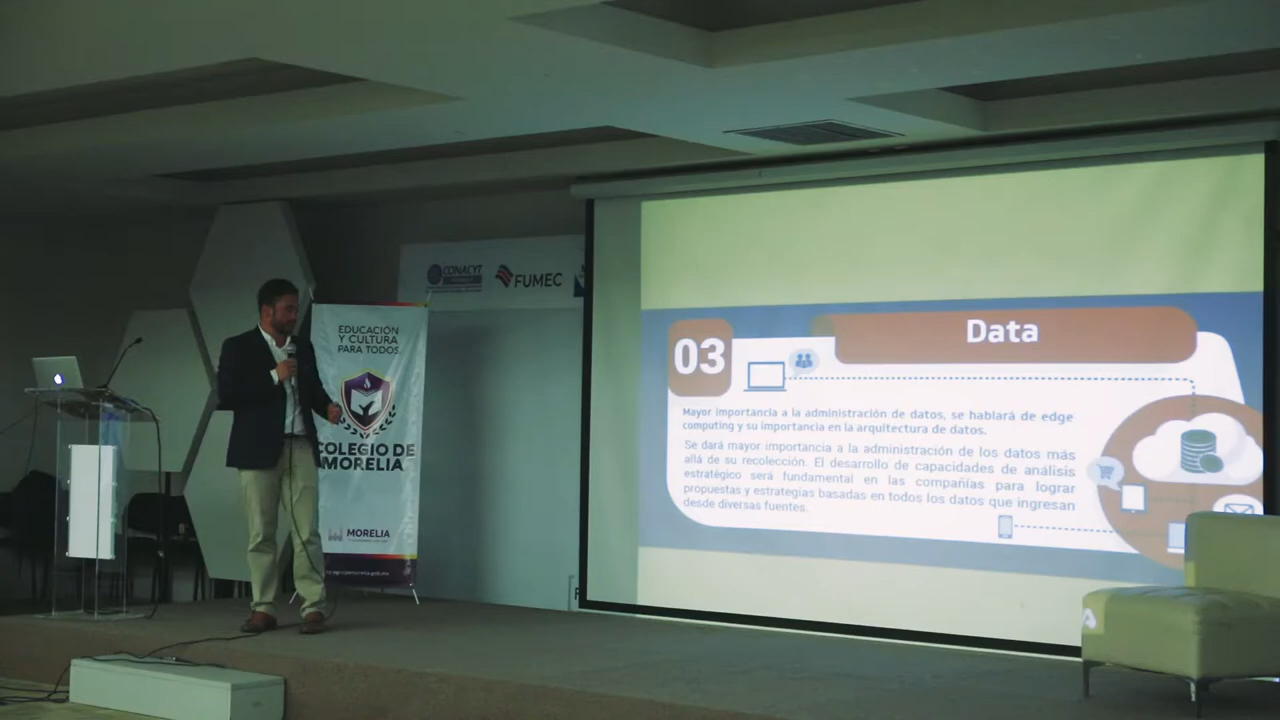 CONACYT
FUMEC
EDUCACIÓN
Y CULTURA
PARA TODOS
COLEGIO DE
MORELIA
MORELIA
03
Data
Mayor importancia a la administración de datos, se hablará de edge
computing y su importancia en la arquitectura de datos.
Se dará mayor importancia a la administración de los datos más
allá de su recolección. El desarrollo de capacidades de análisis
estratégico será fundamental en las compañías para lograr
propuestas y estrategias basadas en todos los datos que ingresan
desde diversas fuentes.